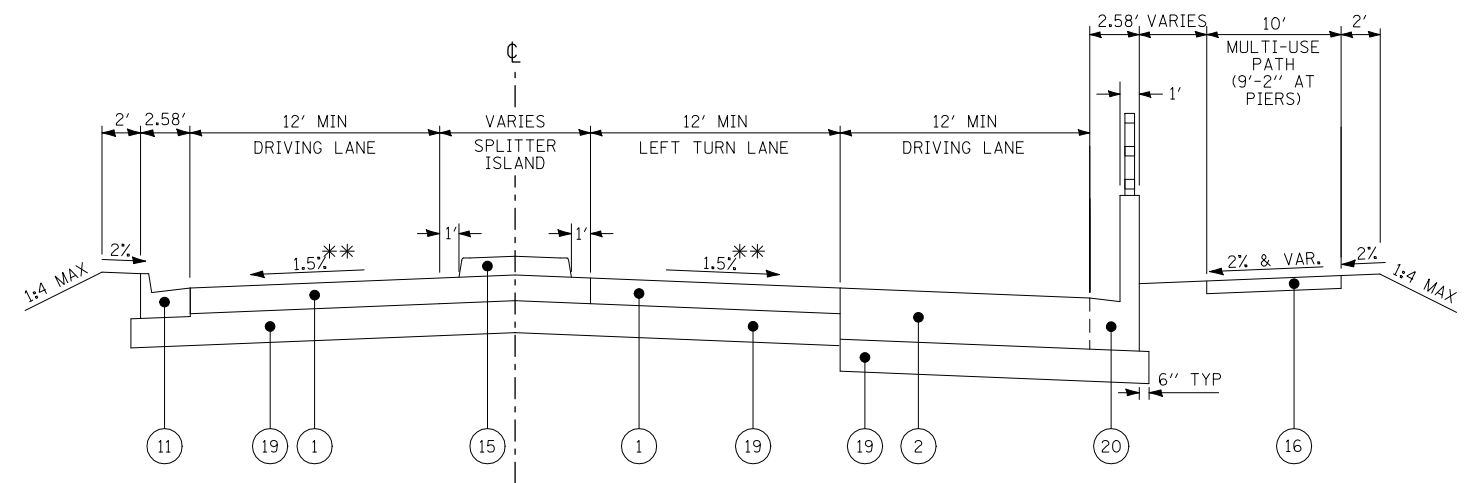 2.58' VARIES 10' 2'
MULTI-USE
PATH
(9'-2" AT
PIERS)
℄
1'
2' 2.58' 12' MIN VARIES 12' MIN 12' MIN
DRIVING LANE SPLITTER LEFT TURN LANE DRIVING LANE
ISLAND
1' 1'
2% 1.5%** 1.5%** 2% & VAR. 2%
1:4 MAX 1:4 MAX
6" TYP
11 19 1 15 1 19 19 2 20 16